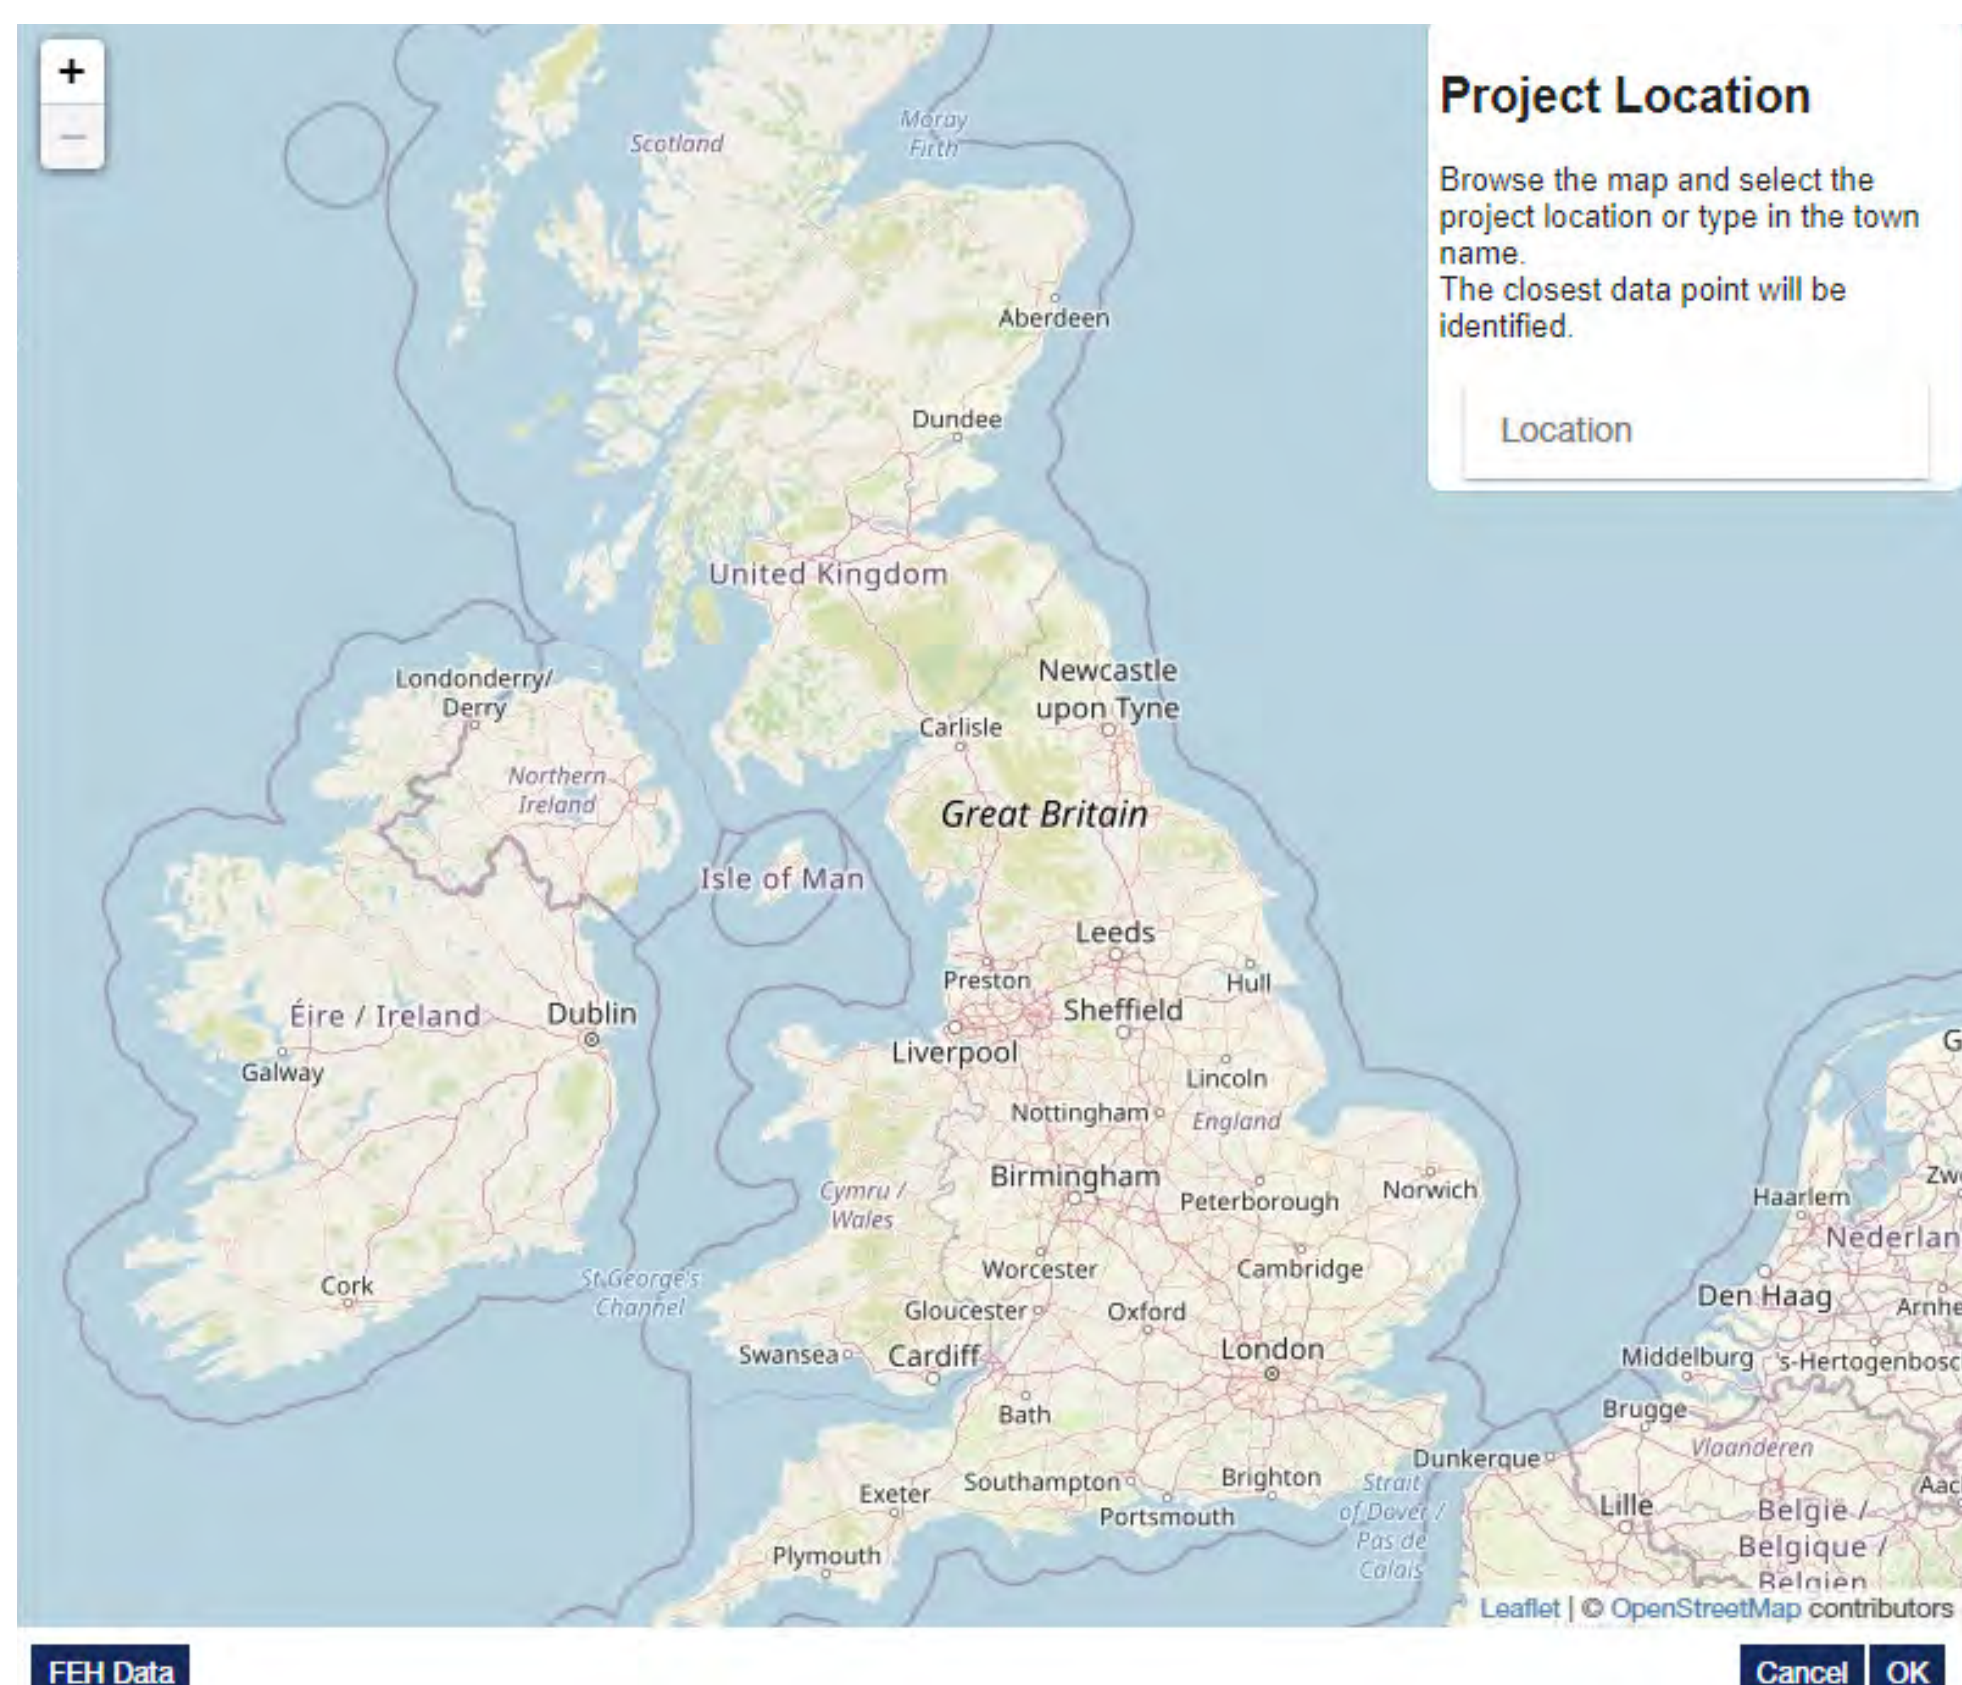 +
−
Project Location
Browse the map and select the
project location or type in the town
name.
The closest data point will be
identified.
Location
Scotland
Moray
Firth
Aberdeen
Dundee
United Kingdom
Londonderry/
Derry
Newcastle
upon Tyne
Carlisle
Northern
Ireland
Great Britain
Isle of Man
Leeds
Preston
Hull
Éire / Ireland
Dublin
Sheffield
Liverpool
Galway
Lincoln
Nottingham
England
Birmingham
Cymru /
Wales
Peterborough
Norwich
Haarlem
Nederlan
Worcester
Cambridge
Cork
St George's
Channel
Gloucester
Oxford
Den Haag
Arnhe
Swansea
Cardiff
London
Middelburg
's-Hertogenbosc
Bath
Brugge
Vlaanderen
Dunkerque
Southampton
Brighton
Exeter
Portsmouth
Strait
of Dover /
Pas de
Calais
Lille
Aac
België /
Belgique /
Belgien
Plymouth
G
Zw
Leaflet | © OpenStreetMap contributors
FEH Data
Cancel
OK